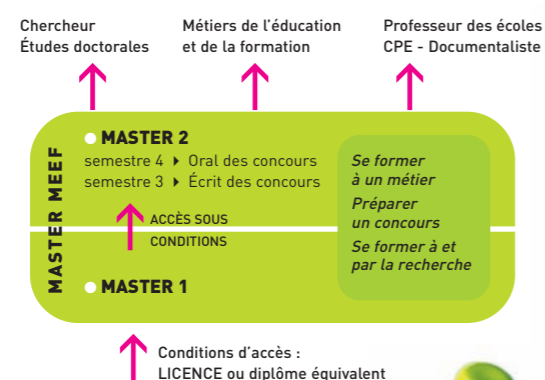 Chercheur
Études doctorales
Métiers de l'éducation
et de la formation
Professeur des écoles
CPE - Documentaliste
MASTER MEEF
MASTER 2
semestre 4 ▸ Oral des concours
semestre 3 ▸ Écrit des concours
ACCÈS SOUS
CONDITIONS
MASTER 1
Se former
à un métier
Préparer
un concours
Se former à et
par la recherche
Conditions d'accès :
LICENCE ou diplôme équivalent